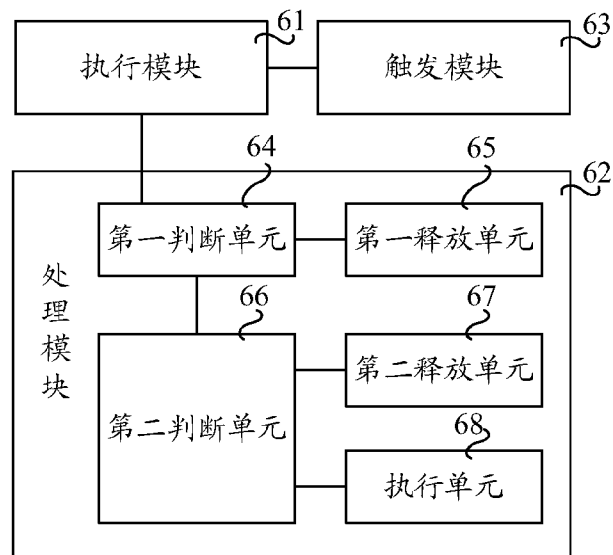 61
63
执行模块
触发模块
62
64
65
第一判断单元
第一释放单元
处理模块
66
67
第二判断单元
第二释放单元
68
执行单元